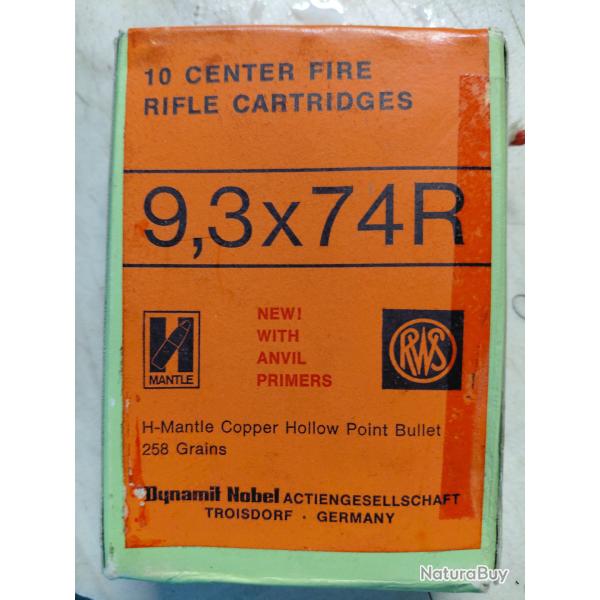 10 CENTER FIRE
RIFLE CARTRIDGES
9,3x74R
H
MANTLE
NEW!
WITH
ANVIL
PRIMERS
RWS
H-Mantle Copper Hollow Point Bullet
258 Grains
Dynamit Nobel ACTIENGESELLSCHAFT
TROISDORF · GERMANY
NaturaBuy